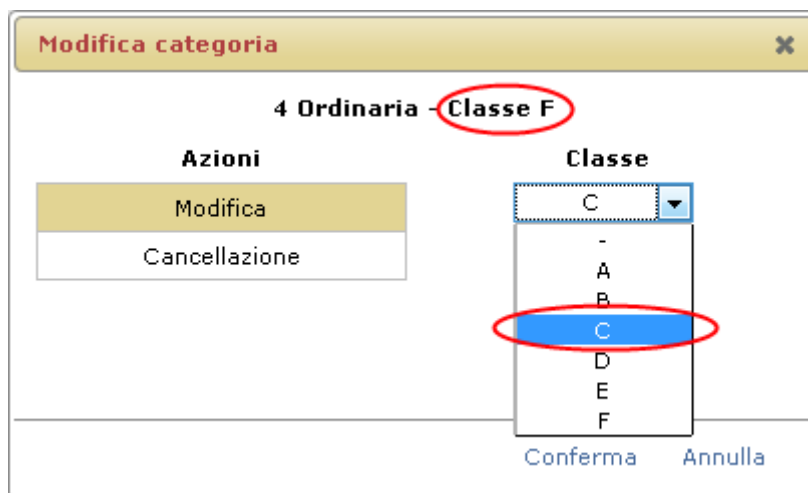 Modifica categoria
4 Ordinaria - Classe F
Azioni
Classe
Modifica
C
Cancellazione
-
A
B
C
D
E
F
Conferma Annulla